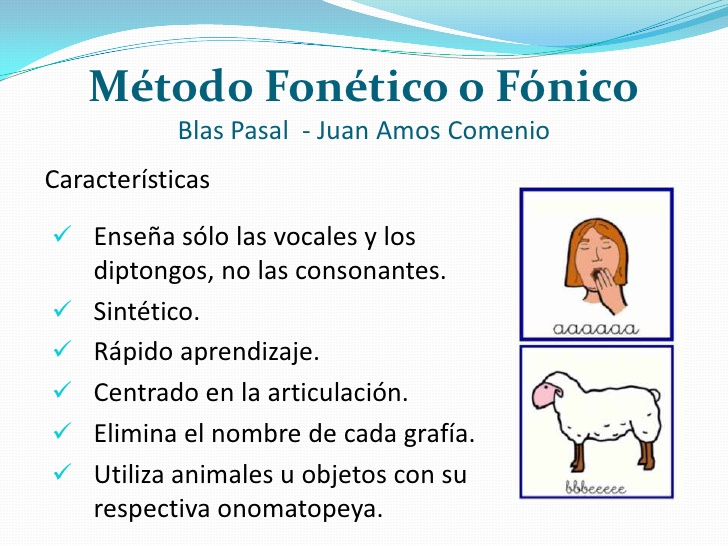 Método Fonético o Fónico
Blas Pasal - Juan Amos Comenio
Características
✓ Enseña sólo las vocales y los
diptongos, no las consonantes.
✓ Sintético.
✓ Rápido aprendizaje.
✓ Centrado en la articulación.
✓ Elimina el nombre de cada grafía.
✓ Utiliza animales u objetos con su
respectiva onomatopeya.
aaaaaa
bbbeeeee